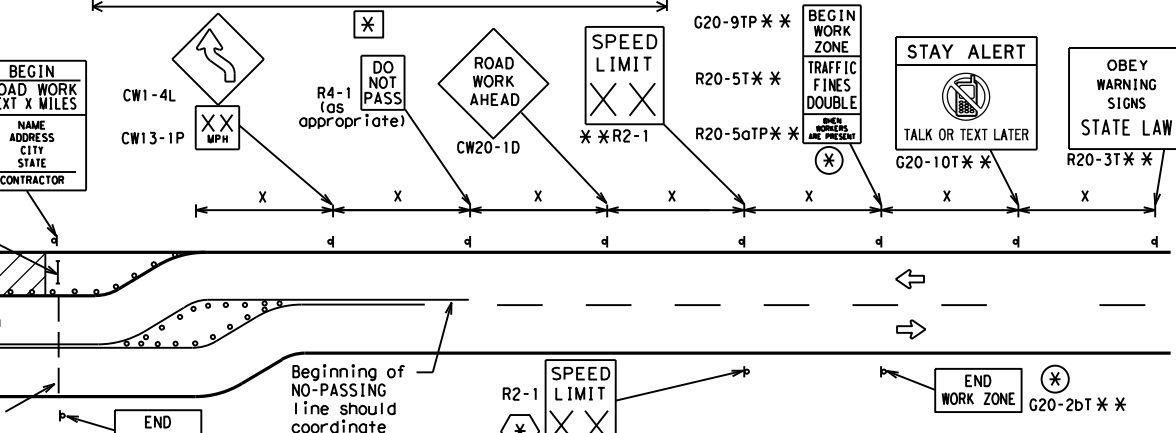 BEGIN
ROAD WORK
NEXT X MILES
NAME
ADDRESS
CITY
STATE
CONTRACTOR
CW1-4L
CW13-1P
XX
MPH
*
R4-1
(as
appropriate)
DO
NOT
PASS
ROAD
WORK
AHEAD
CW20-1D
SPEED
LIMIT
XX
**R2-1
G20-9TP**
R20-5T**
R20-5aTP**
BEGIN
WORK
ZONE
TRAFFIC
FINES
DOUBLE
WHEN
WORKERS
ARE PRESENT
*
STAY ALERT
TALK OR TEXT LATER
G20-10T**
OBEY
WARNING
SIGNS
STATE LAW
R20-3T**
X X X X X X X
Beginning of
NO-PASSING
line should
coordinate
R2-1
*
SPEED
LIMIT
XX
END
WORK ZONE
*
G20-2bT**
END